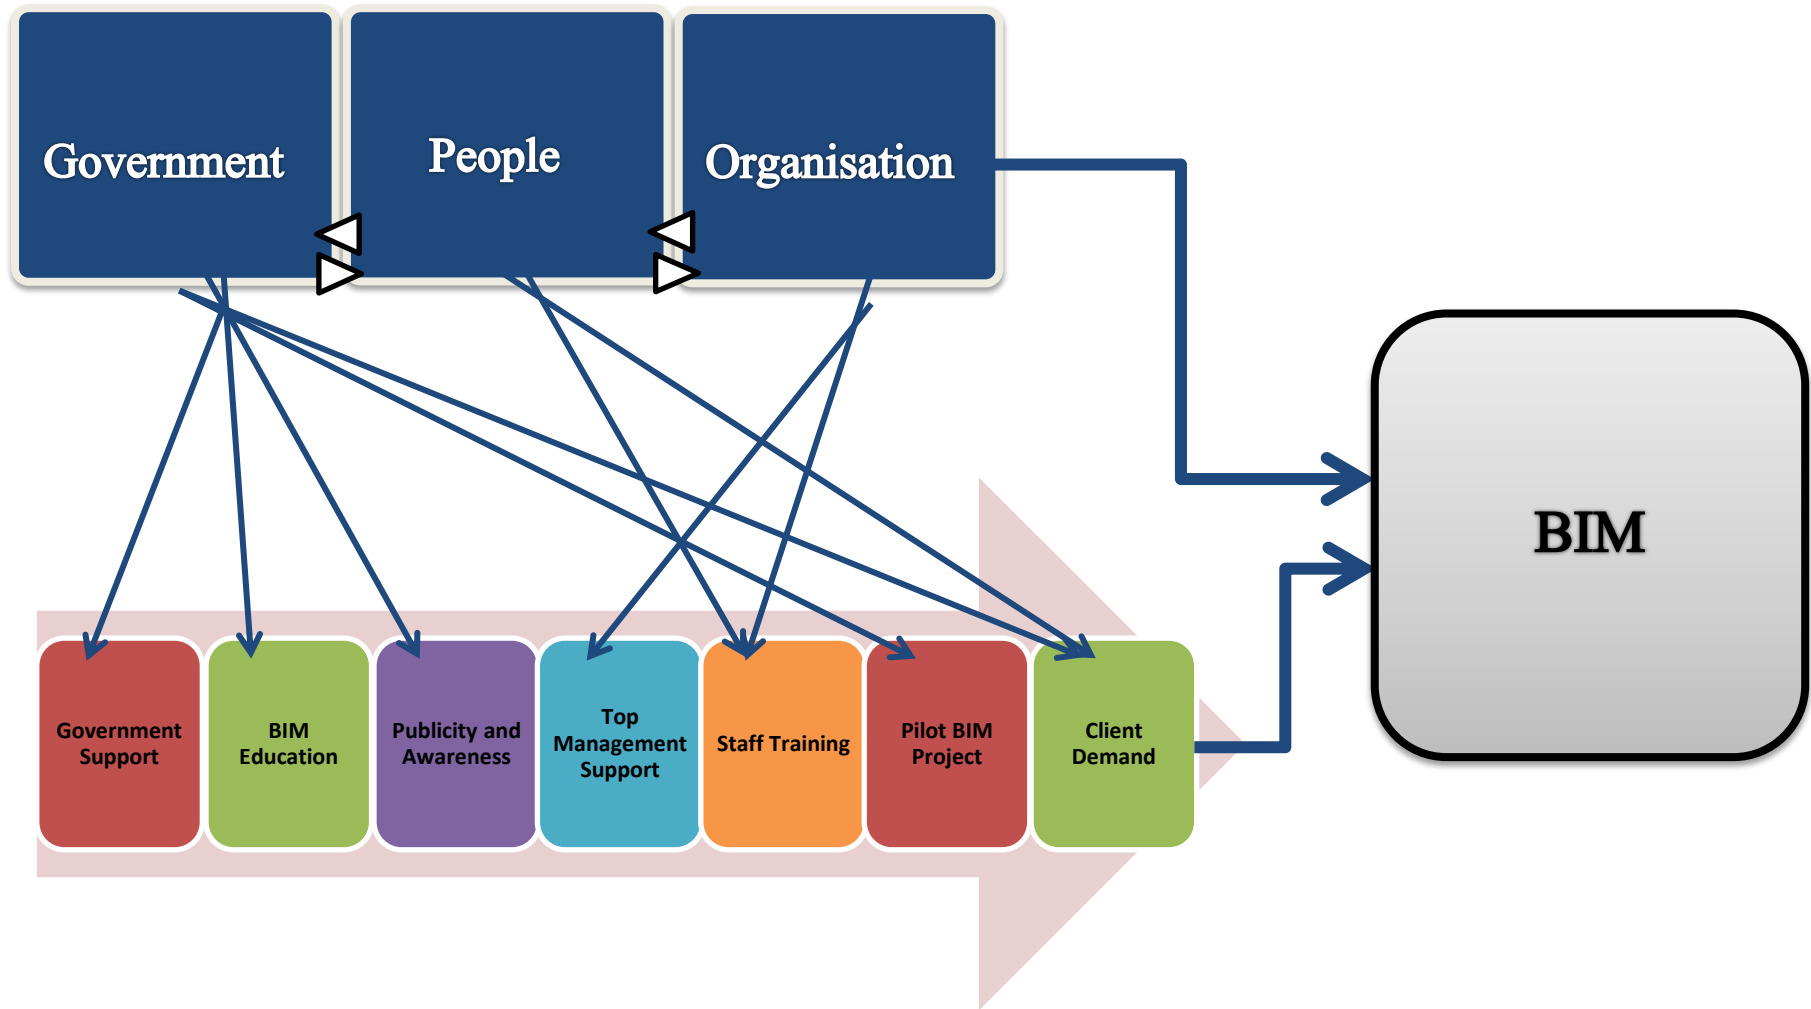 Government
People
Organisation
BIM
Government
Support
BIM
Education
Publicity and
Awareness
Top
Management
Support
Staff Training
Pilot BIM
Project
Client
Demand